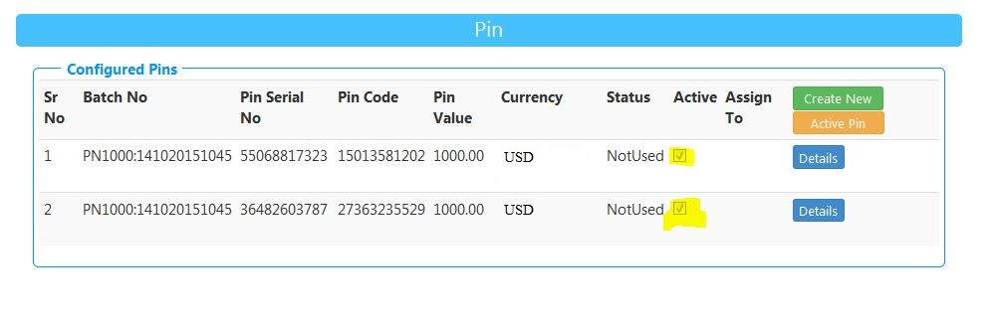 Pin
Configured Pins
Sr No Batch No Pin Serial No Pin Code Pin Value Currency Status Active Assign To Create New
Active Pin
1 PN1000:141020151045 55068817323 15013581202 1000.00 USD NotUsed Details
2 PN1000:141020151045 36482603787 27363235529 1000.00 USD NotUsed Details